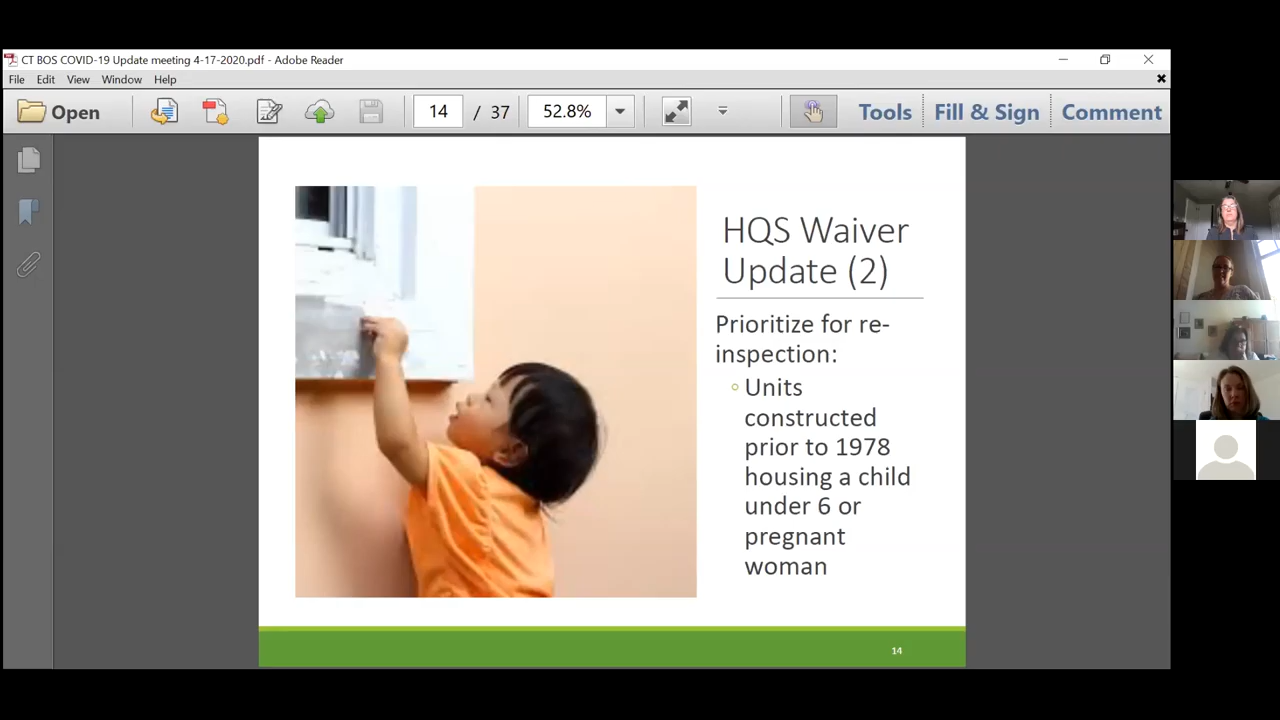 CT BOS COVID-19 Update meeting 4-17-2020.pdf - Adobe Reader
File Edit View Window Help
Open 14 / 37 52.8% Tools Fill & Sign Comment
HQS Waiver
Update (2)
Prioritize for re-
inspection:
Units
constructed
prior to 1978
housing a child
under 6 or
pregnant
woman
14